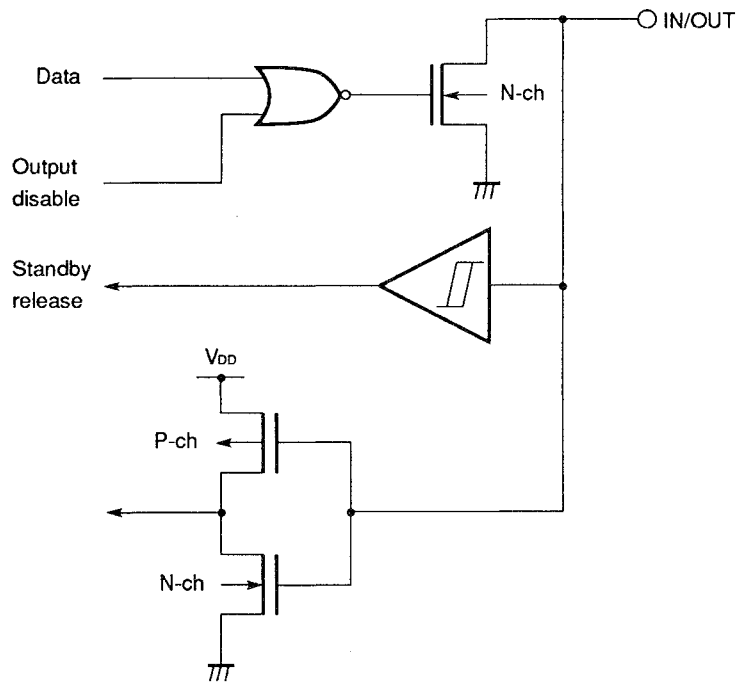 IN/OUT
Data
N-ch
Output
disable
Standby
release
VDD
P-ch
N-ch